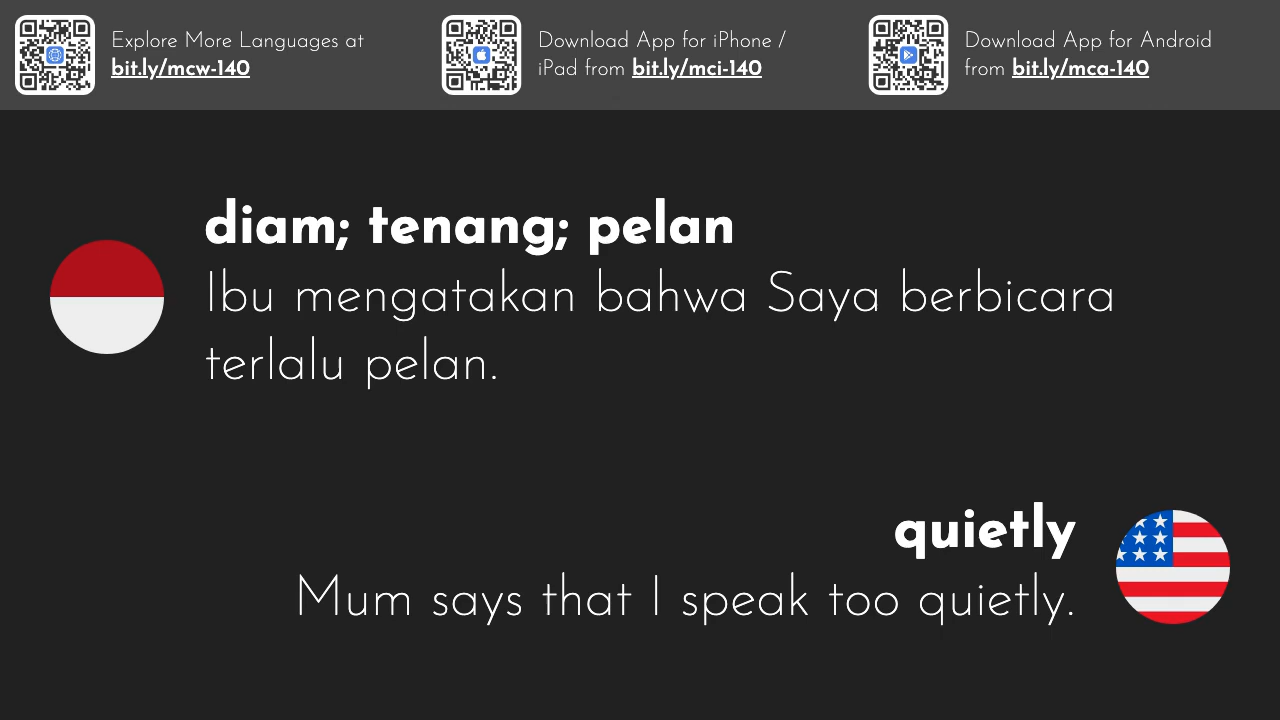 Explore More Languages at
bit.ly/mcw-140
Download App for iPhone /
iPad from bit.ly/mci-140
Download App for Android
from bit.ly/mca-140
diam; tenang; pelan
Ibu mengatakan bahwa Saya berbicara
terlalu pelan.
quietly
Mum says that I speak too quietly.